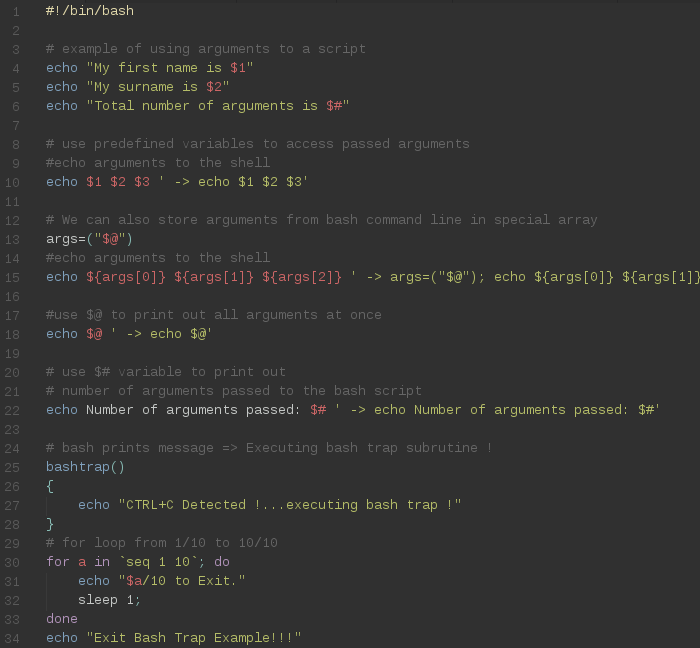 1 #!/bin/bash
2
3 # example of using arguments to a script
4 echo "My first name is $1"
5 echo "My surname is $2"
6 echo "Total number of arguments is $#"
7
8 # use predefined variables to access passed arguments
9 #echo arguments to the shell
10 echo $1 $2 $3 ' -> echo $1 $2 $3'
11
12 # We can also store arguments from bash command line in special array
13 args=("$@")
14 #echo arguments to the shell
15 echo ${args[0]} ${args[1]} ${args[2]} ' -> args=("$@"); echo ${args[0]} ${args[1]}
16
17 #use $@ to print out all arguments at once
18 echo $@ ' -> echo $@'
19
20 # use $# variable to print out
21 # number of arguments passed to the bash script
22 echo Number of arguments passed: $# ' -> echo Number of arguments passed: $#'
23
24 # bash prints message => Executing bash trap subrutine !
25 bashtrap()
26 {
27     echo "CTRL+C Detected !...executing bash trap !"
28 }
29 # for loop from 1/10 to 10/10
30 for a in `seq 1 10`; do
31     echo "$a/10 to Exit."
32     sleep 1;
33 done
34 echo "Exit Bash Trap Example!!!"